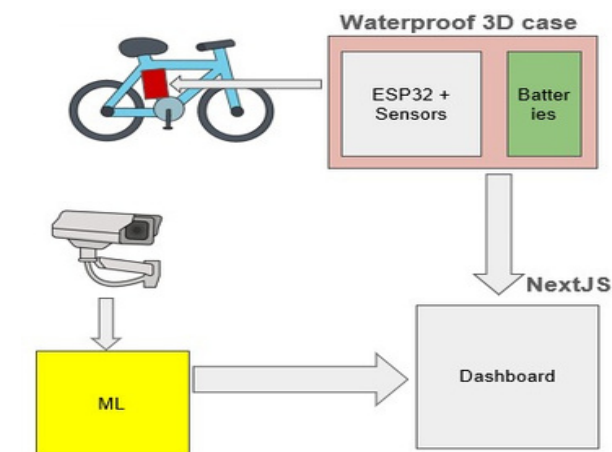 Waterproof 3D case
ESP32 +
Sensors
Batter
ies
NextJS
Dashboard
ML